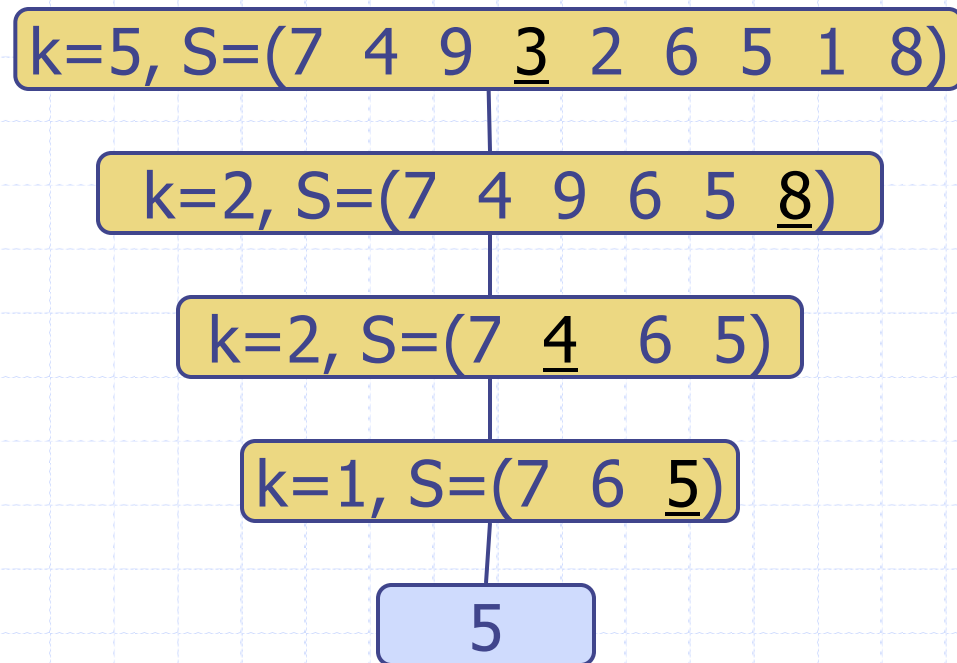 k=5, S=(7 4 9 3 2 6 5 1 8)
k=2, S=(7 4 9 6 5 8)
k=2, S=(7 4 6 5)
k=1, S=(7 6 5)
5